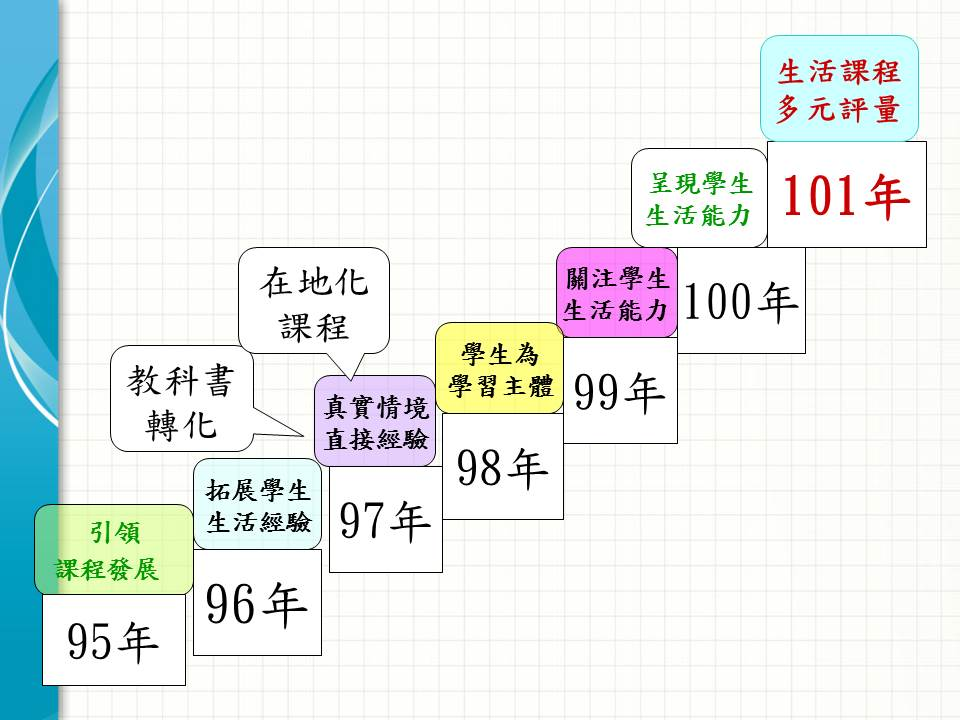 引領
課程發展
95年
拓展學生
生活經驗
96年
教科書
轉化
在地化
課程
真實情境
直接經驗
97年
學生為
學習主體
98年
關注學生
生活能力
99年
呈現學生
生活能力
100年
生活課程
多元評量
101年